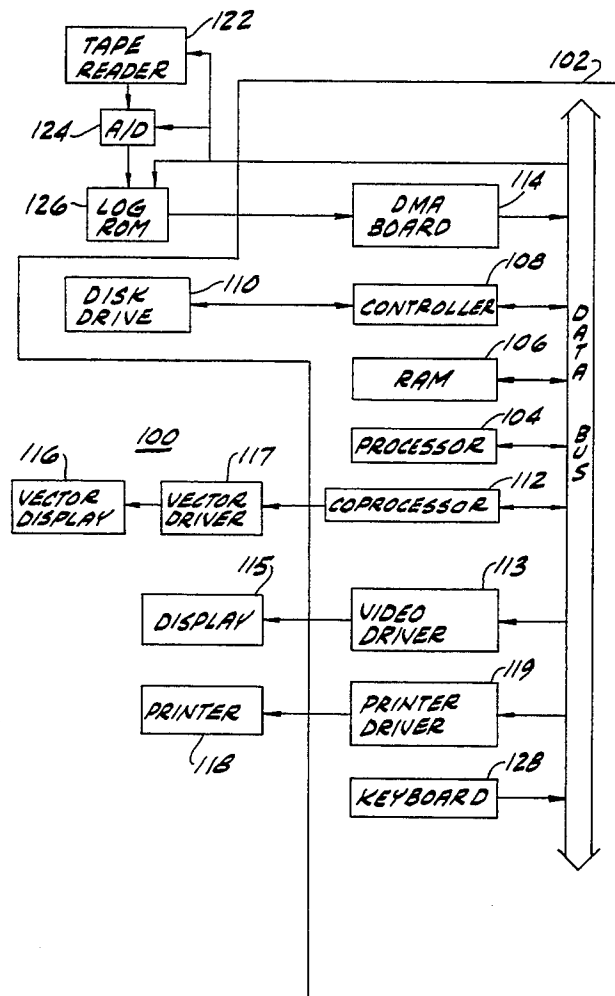 122
TAPE
READER
102
124
A/D
126
LOG
ROM
114
DMA
BOARD
110
DISK
DRIVE
108
CONTROLLER
DATA BUS
106
RAM
104
PROCESSOR
100
116
VECTOR
DISPLAY
117
VECTOR
DRIVER
112
COPROCESSOR
115
DISPLAY
113
VIDEO
DRIVER
119
PRINTER
118
PRINTER
DRIVER
128
KEYBOARD